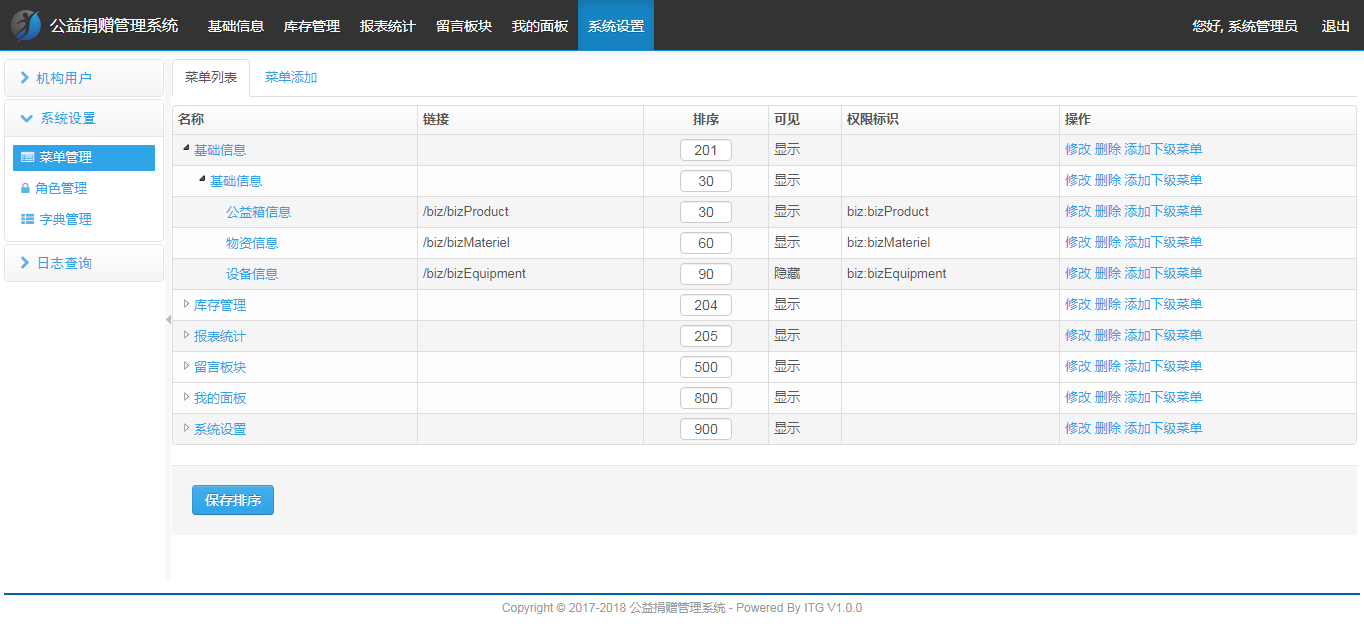 公益捐赠管理系统 基础信息 库存管理 报表统计 留言板块 我的面板 系统设置 您好, 系统管理员 退出
机构用户
系统设置
菜单管理
角色管理
字典管理
日志查询
菜单列表 菜单添加
名称 链接 排序 可见 权限标识 操作
基础信息 201 显示 修改 删除 添加下级菜单
基础信息 30 显示 修改 删除 添加下级菜单
公益箱信息 /biz/bizProduct 30 显示 biz:bizProduct 修改 删除 添加下级菜单
物资信息 /biz/bizMateriel 60 显示 biz:bizMateriel 修改 删除 添加下级菜单
设备信息 /biz/bizEquipment 90 隐藏 biz:bizEquipment 修改 删除 添加下级菜单
库存管理 204 显示 修改 删除 添加下级菜单
报表统计 205 显示 修改 删除 添加下级菜单
留言板块 500 显示 修改 删除 添加下级菜单
我的面板 800 显示 修改 删除 添加下级菜单
系统设置 900 显示 修改 删除 添加下级菜单
保存排序
Copyright © 2017-2018 公益捐赠管理系统 - Powered By ITG V1.0.0